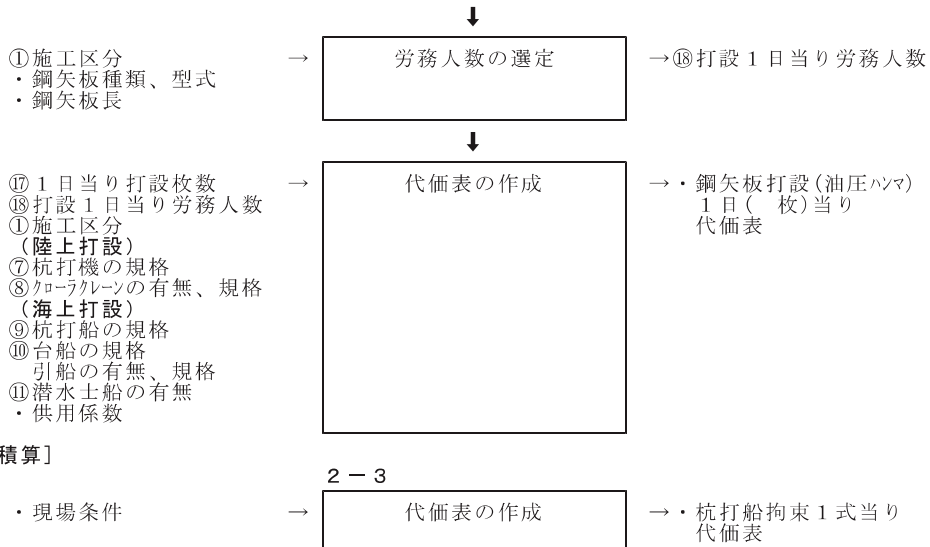 ⬇
①施工区分 → 労務人数の選定 →⑱打設１日当り労務人数
・鋼矢板種類、型式
・鋼矢板長
⬇
⑰１日当り打設枚数 → 代価表の作成 →・鋼矢板打設(油圧ﾊﾝﾏ)
⑱打設１日当り労務人数 １日(　枚)当り
①施工区分 代価表
（陸上打設）
⑦杭打機の規格
⑧ｸﾛｰﾗｸﾚｰﾝの有無、規格
（海上打設）
⑨杭打船の規格
⑩台船の規格
引船の有無、規格
⑪潜水士船の有無
・供用係数
積算］
２－３
・現場条件 → 代価表の作成 →・杭打船拘束１式当り
代価表